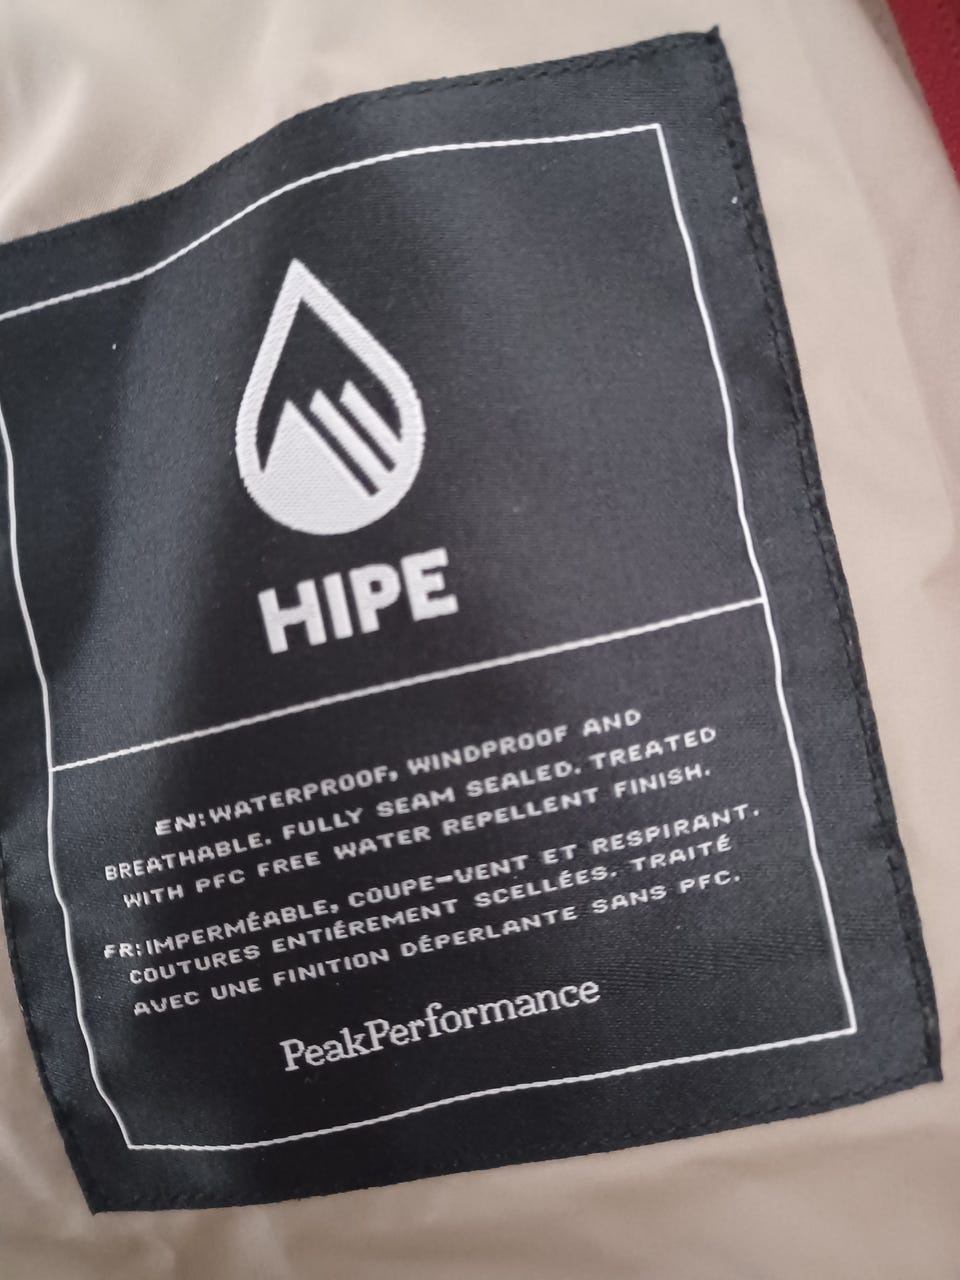 HIPE
EN:WATERPROOF, WINDPROOF AND
BREATHABLE. FULLY SEAM SEALED. TREATED
WITH PFC FREE WATER REPELLENT FINISH.
FR:IMPERMÉABLE, COUPE-VENT ET RESPIRANT.
COUTURES ENTIÉREMENT SCELLÉES. TRAITÉ
AVEC UNE FINITION DÉPERLANTE SANS PFC.
PeakPerformance